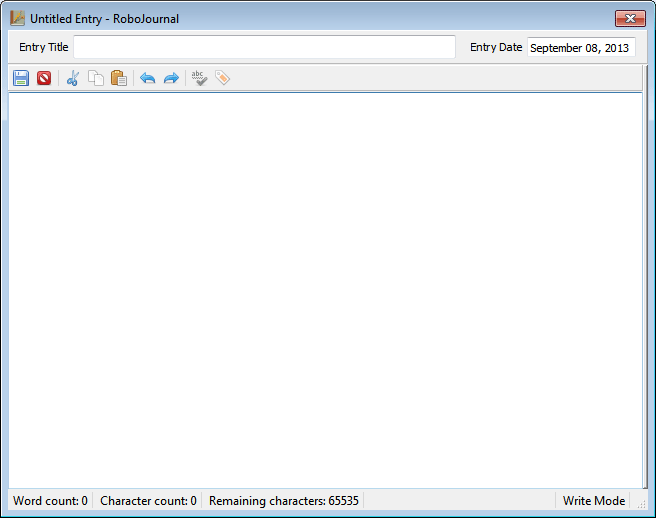 Untitled Entry - RoboJournal
Entry Title Entry Date September 08, 2013
abc
Word count: 0 Character count: 0 Remaining characters: 65535 Write Mode